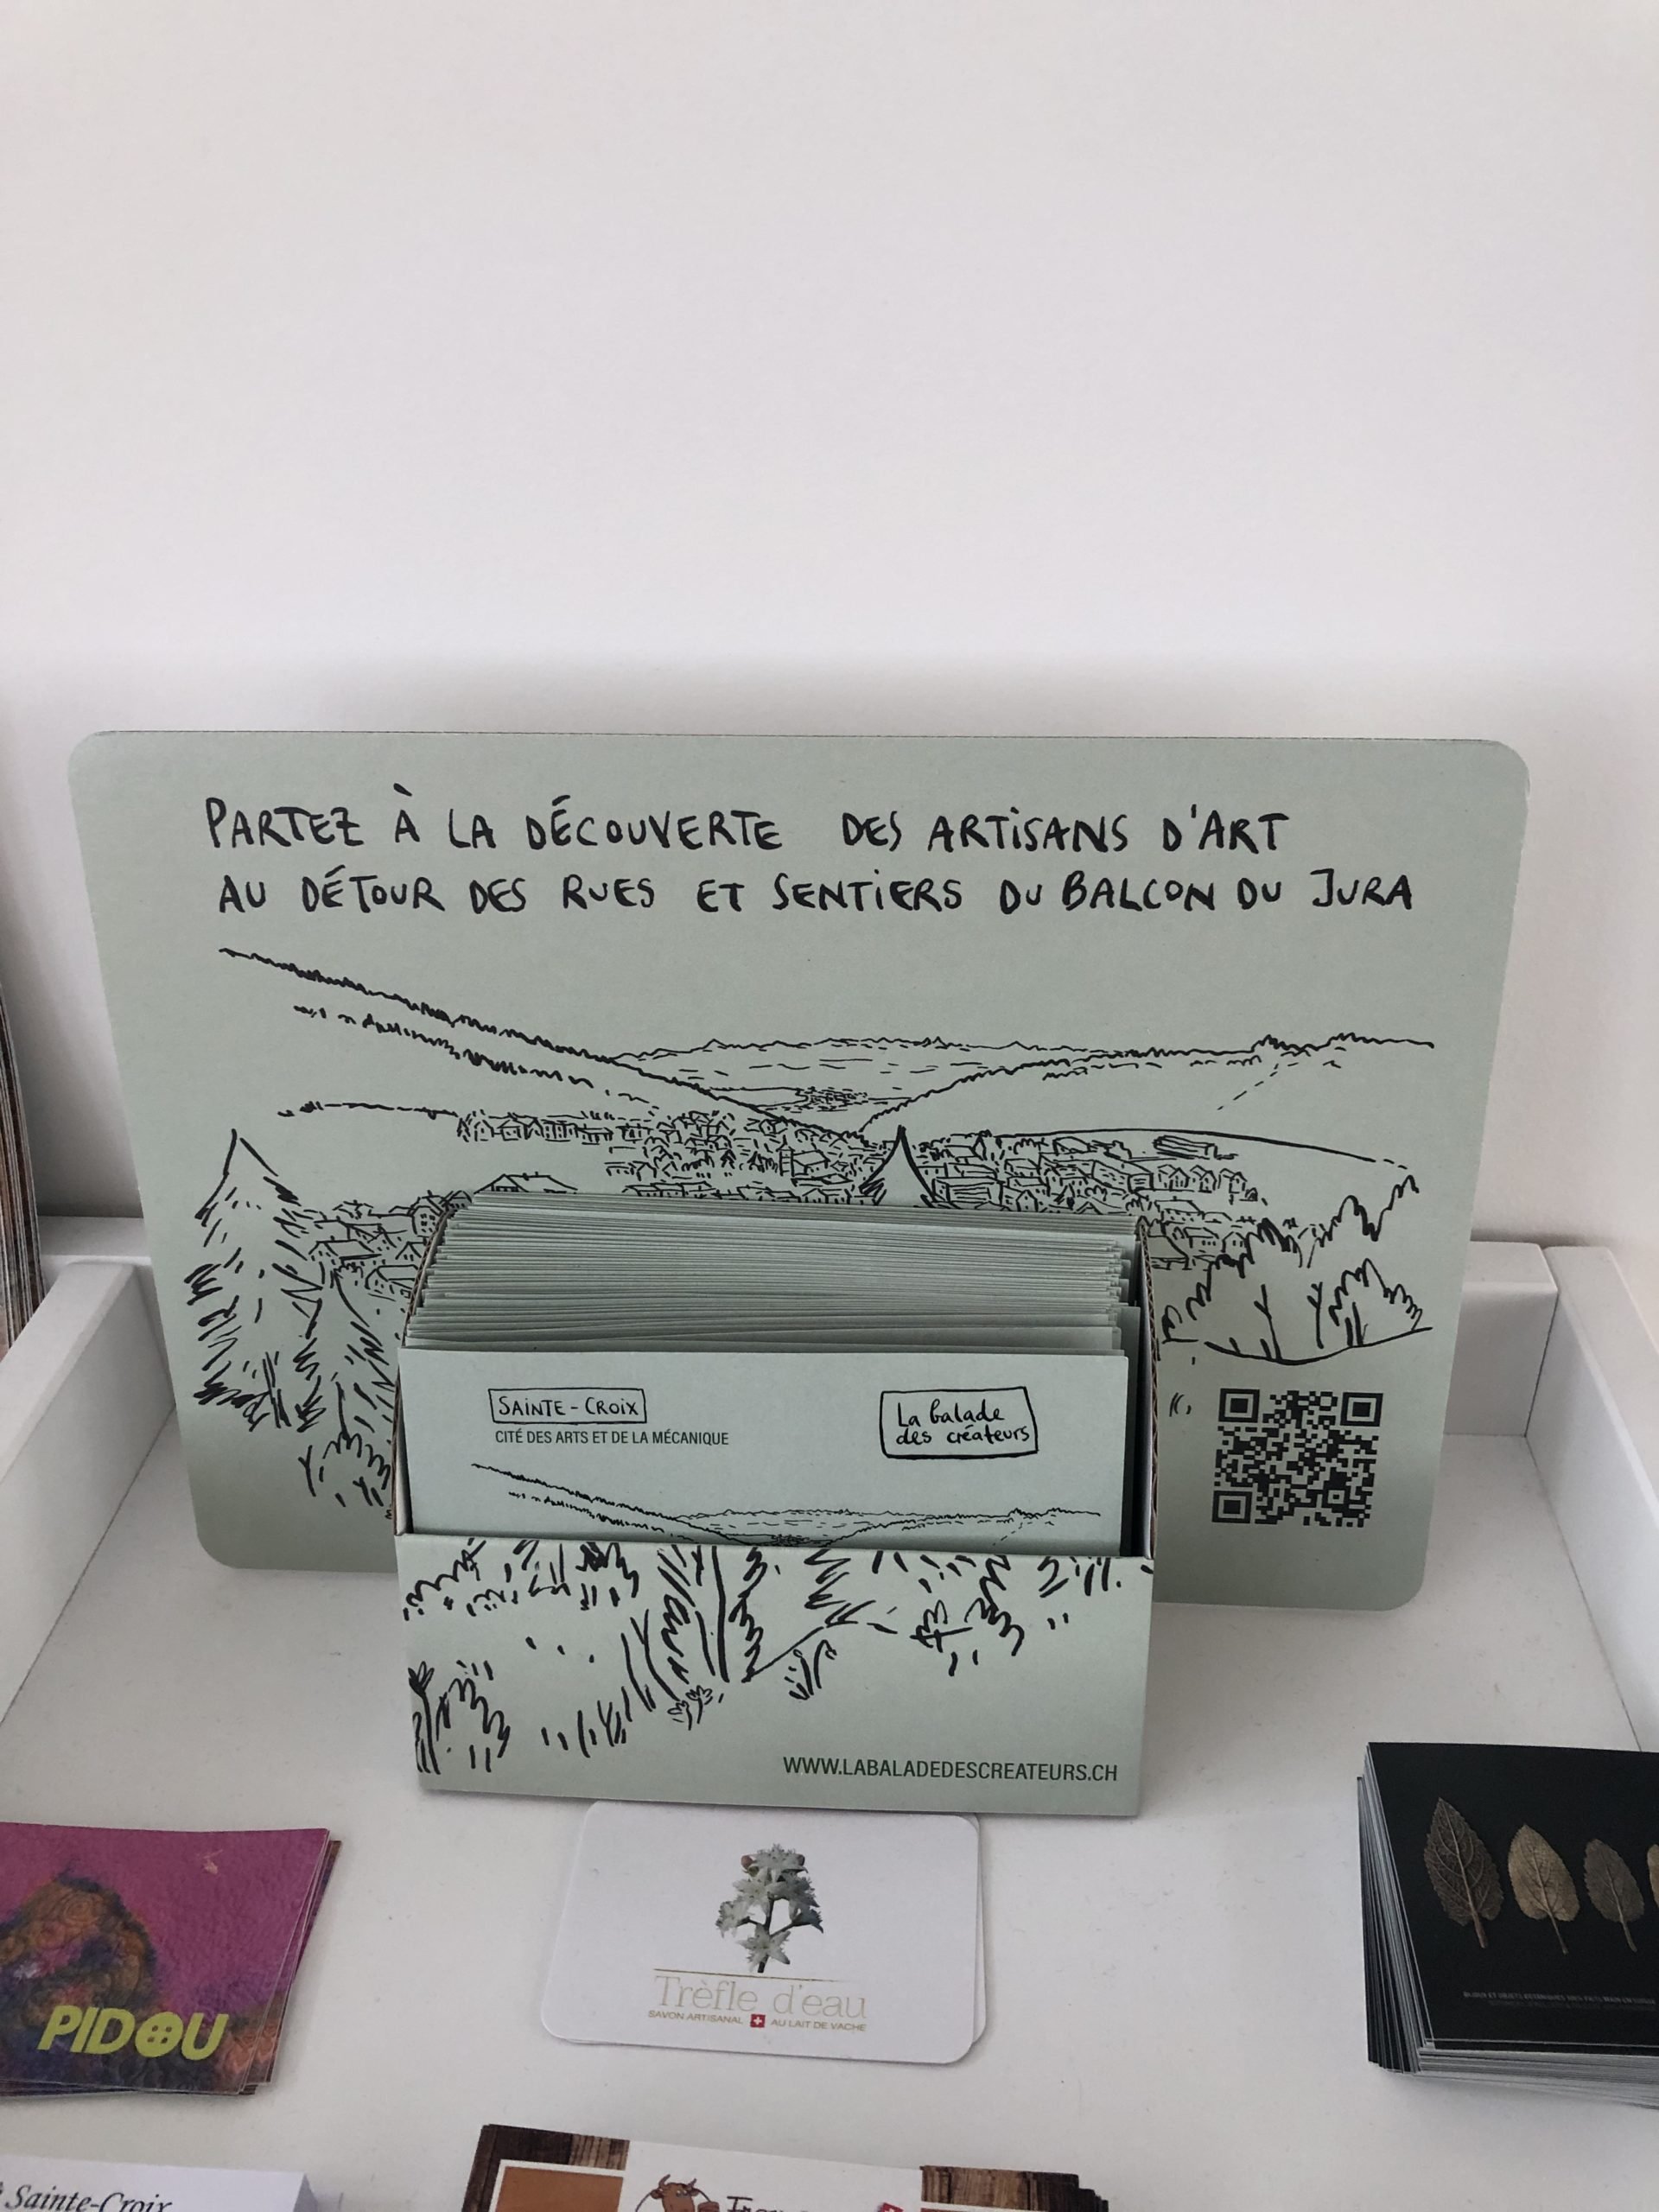 PARTEZ À LA DÉCOUVERTE DES ARTISANS D'ART
AU DÉTOUR DES RUES ET SENTIERS DU BALCON DU JURA
SAINTE-CROIX
CITÉ DES ARTS ET DE LA MÉCANIQUE
La balade
des créateurs
WWW.LABALADEDESCREATEURS.CH
PIDOU
Trèfle d'eau
SAVON ARTISANAL AU LAIT DE VACHE
Sainte-Croix